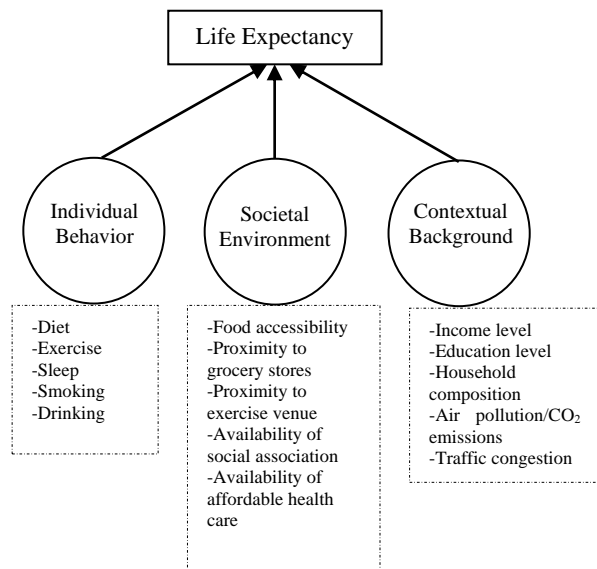 Life Expectancy
Individual
Behavior
Societal
Environment
Contextual
Background
-Diet
-Exercise
-Sleep
-Smoking
-Drinking
-Food accessibility
-Proximity to
grocery stores
-Proximity to
exercise venue
-Availability of
social association
-Availability of
affordable health
care
-Income level
-Education level
-Household
composition
-Air pollution/CO₂
emissions
-Traffic congestion